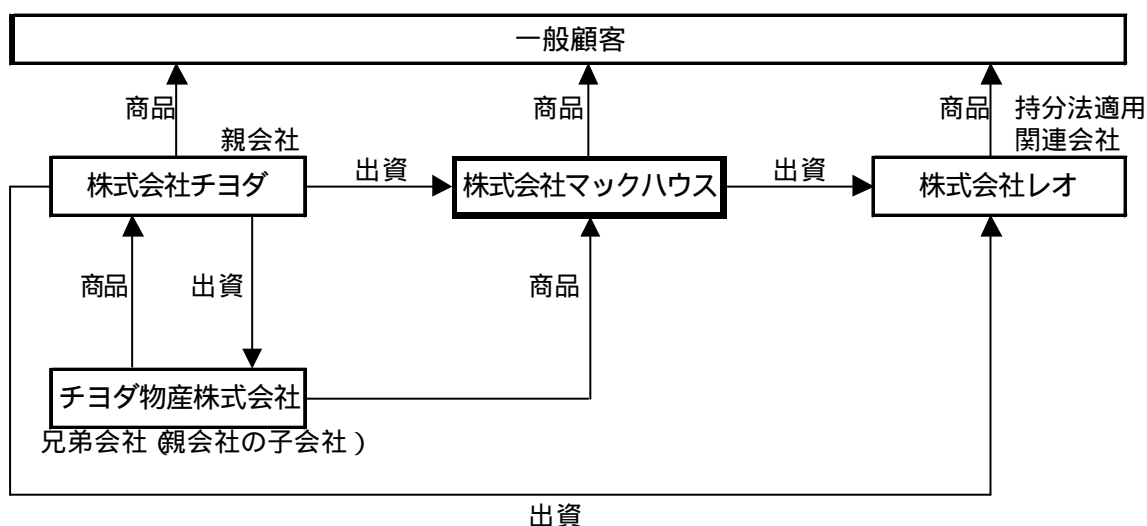 一般顧客
商品
商品
商品
持分法適用
関連会社
親会社
株式会社チヨダ
出資
株式会社マックハウス
出資
株式会社レオ
商品
出資
商品
チヨダ物産株式会社
兄弟会社(親会社の子会社)
出資